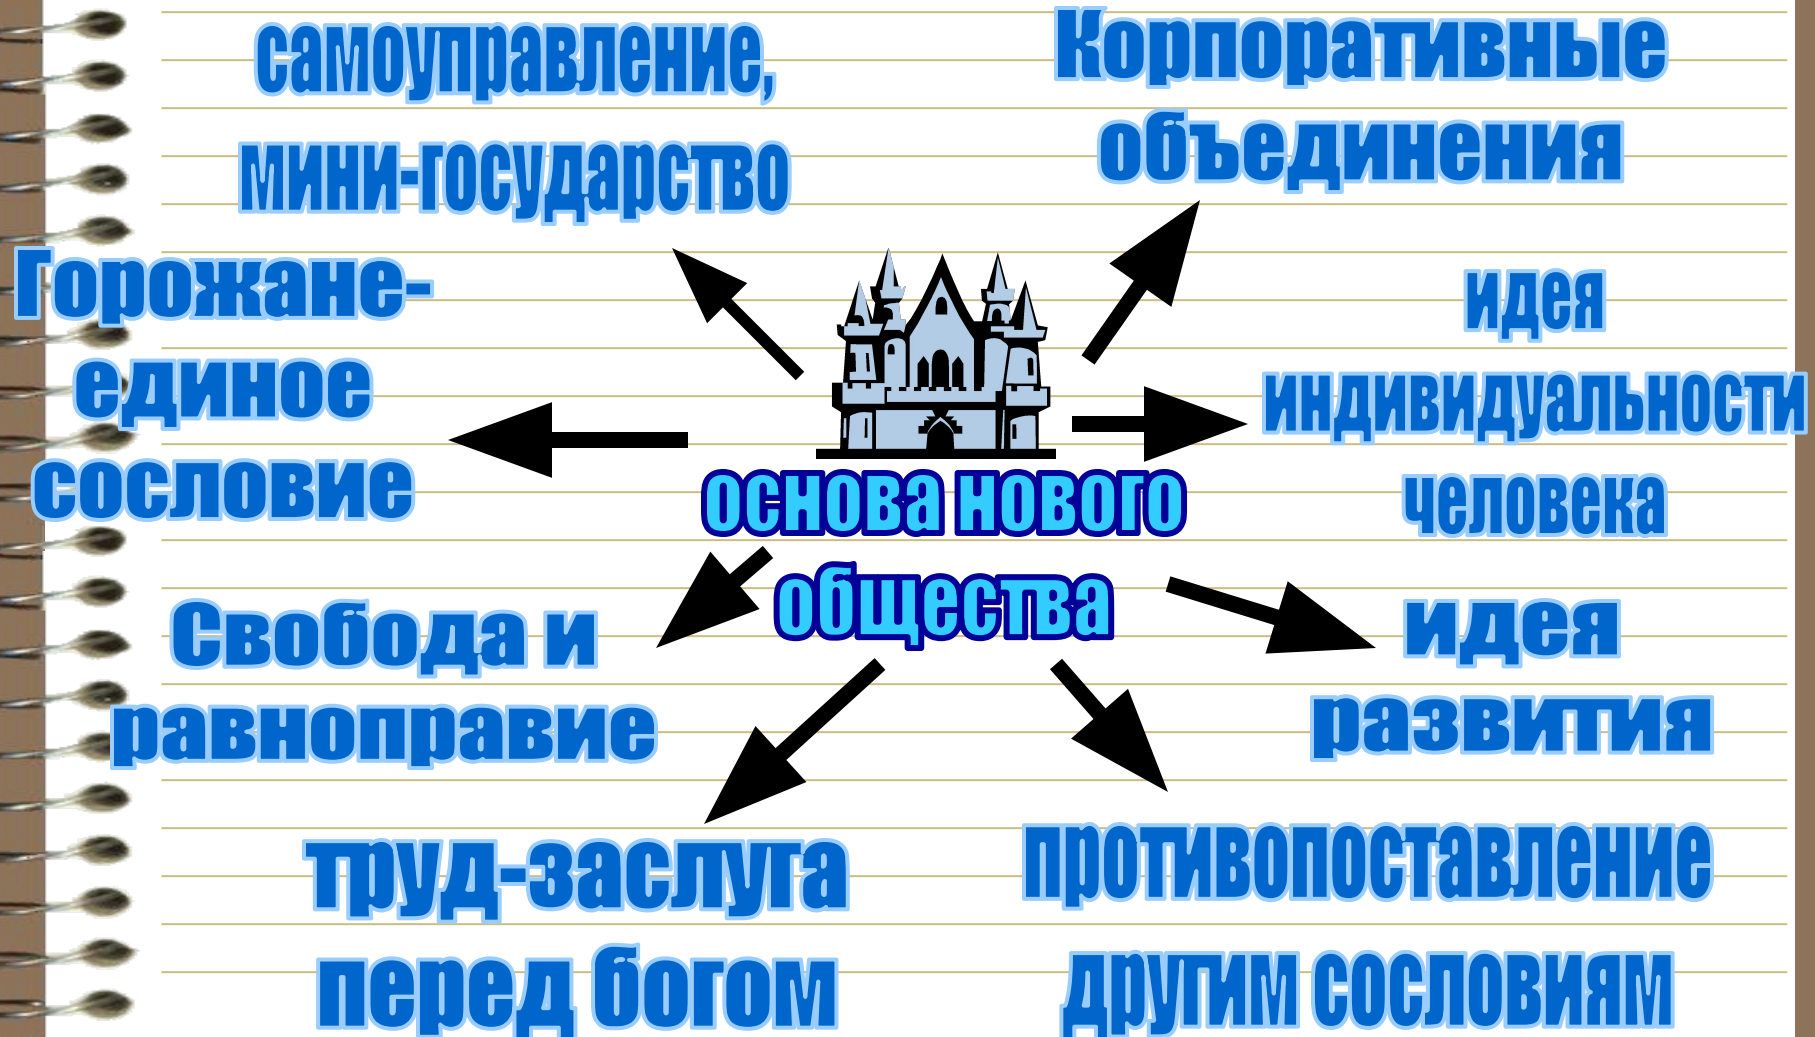 самоуправление,
мини-государство
Корпоративные
объединения
Горожане-
единое
сословие
идея
индивидуальности
человека
основа нового
общества
Свобода и
равноправие
идея
развития
труд-заслуга
перед богом
противопоставление
другим сословиям